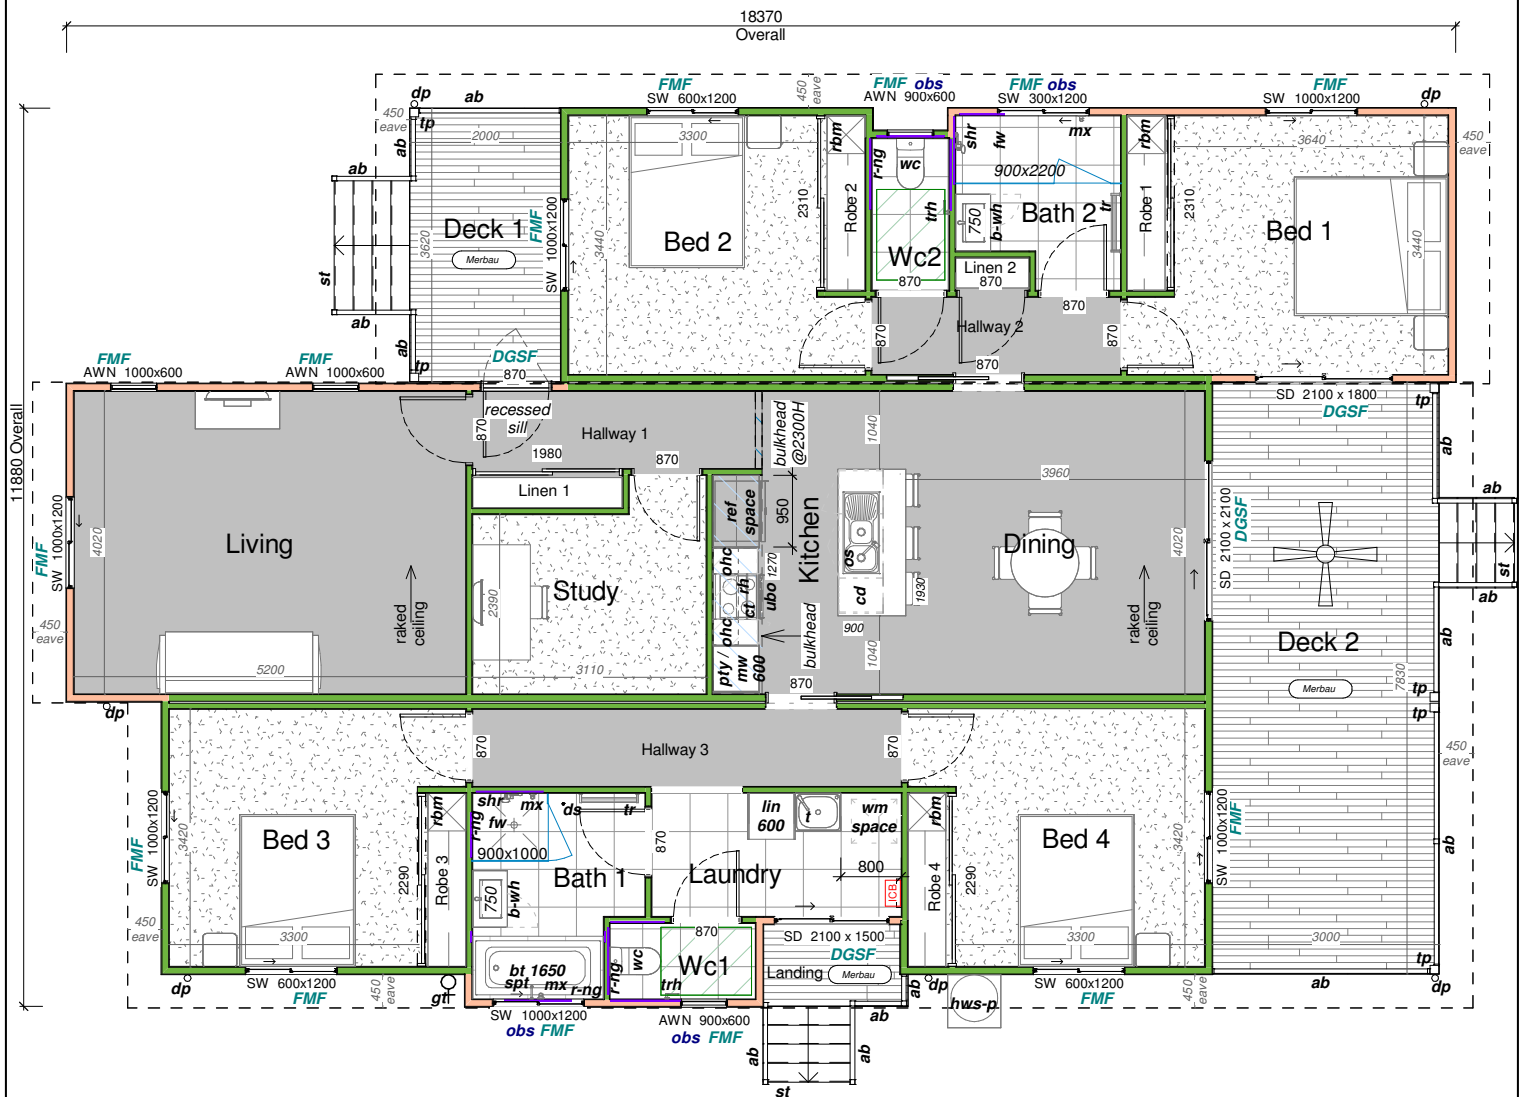 18370
Overall
FMF
SW 600x1200
FMF obs
AWN 900x600
FMF obs
SW 300x1200
FMF
SW 1000x1200
450
eave
dp
ab
dp
450
eave
tp
2000
3300
rbm
r-ng
wc
shr
fw
mx
900x2200
rbm
3640
450
eave
ab
ab
Deck 1
3620
Merbau
FMF
SW 1000x1200
3440
Bed 2
2310
Robe 2
trh
Wc2
870
750
b-wh
Bath 2
tr
Linen 2
870
870
Robe 1
2310
Bed 1
3440
st
ab
ab
tp
870
Hallway 2
870
870
FMF
AWN 1000x600
FMF
AWN 1000x600
DGSF
870
SD 2100 x 1800
DGSF
tp
ab
11880 Overall
recessed
sill
870
Hallway 1
1980
870
bulkhead
@2300H
1040
3960
Linen 1
ref
space
950
Kitchen
FMF
SW 1000x1200
4020
Living
Study
2390
ohc
rh
ct
ubo
1270
os
cd
1930
900
Dining
4020
SD 2100 x 2100
DGSF
ab
st
ab
raked
ceiling
ohc
pty /
mw
600
bulkhead
1040
raked
ceiling
Deck 2
Merbau
7830
ab
450
eave
5200
3110
870
tp
tp
dp
870
Hallway 3
870
450
eave
FMF
SW 1000x1200
3420
Bed 3
2290
rbm
Robe 3
shr
mx
r-ng
fw
ds
tr
900x1000
870
lin
600
t
wm
space
800
rbm
Robe 4
2290
Bed 4
3420
SW 1000x1200
FMF
ab
750
b-wh
Bath 1
Laundry
ICB
450
eave
3300
870
SD 2100 x 1500
DGSF
Landing
Merbau
3300
3000
bt 1650
spt
mx
r-ng
r-ng
wc
Wc1
trh
tp
dp
SW 600x1200
FMF
450
eave
gt
SW 1000x1200
obs FMF
AWN 900x600
obs FMF
ab
ab
dp
hws-p
SW 600x1200
FMF
450
eave
ab
dp
ab
ab
st